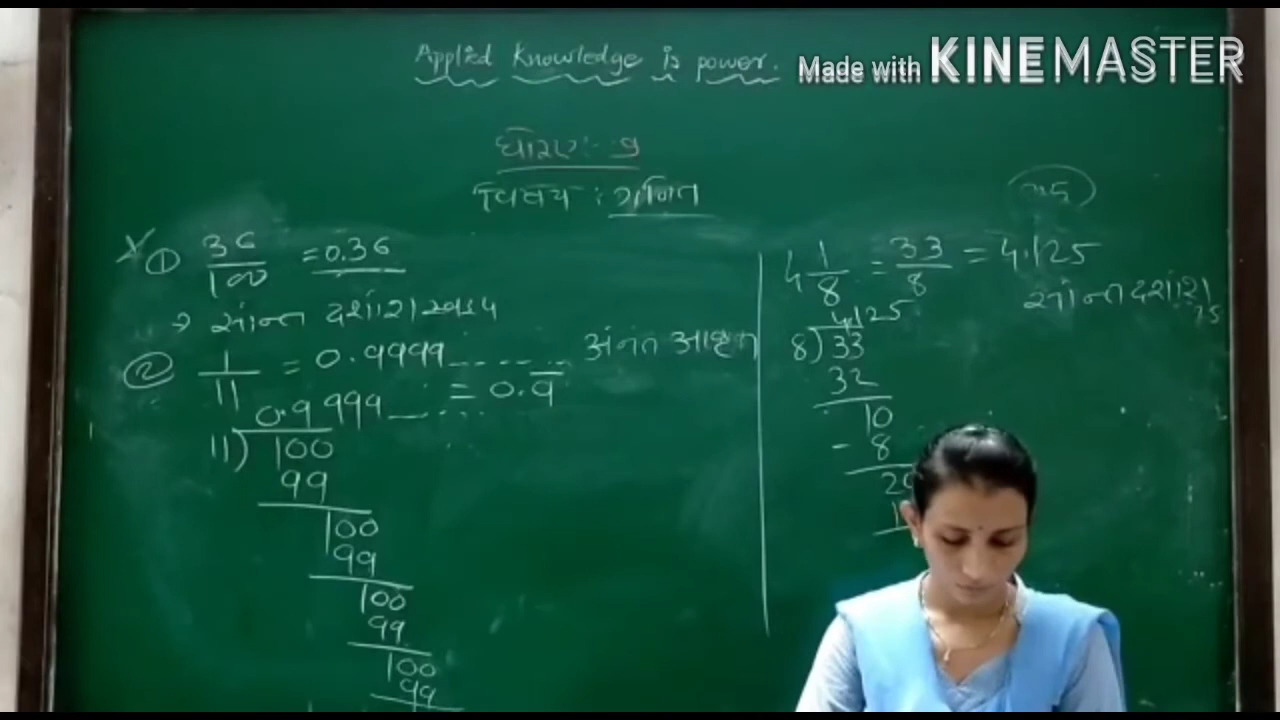 Applied Knowledge is power.
Made with KINEMASTER
ધોરણ:- ૭
વિષય : ગણિત
① 36/100 = 0.36
→ સાન્ત દશાંશ
② 1/11 = 0.9999.... અનંત આવૃત
= 0.9̅
0.9999....
11) 100
99
100
99
100
99
100
99
4 1/8 = 33/8 = 4.125
સાંન્ત દશાંશ
4.125
8) 33
32
10
- 8